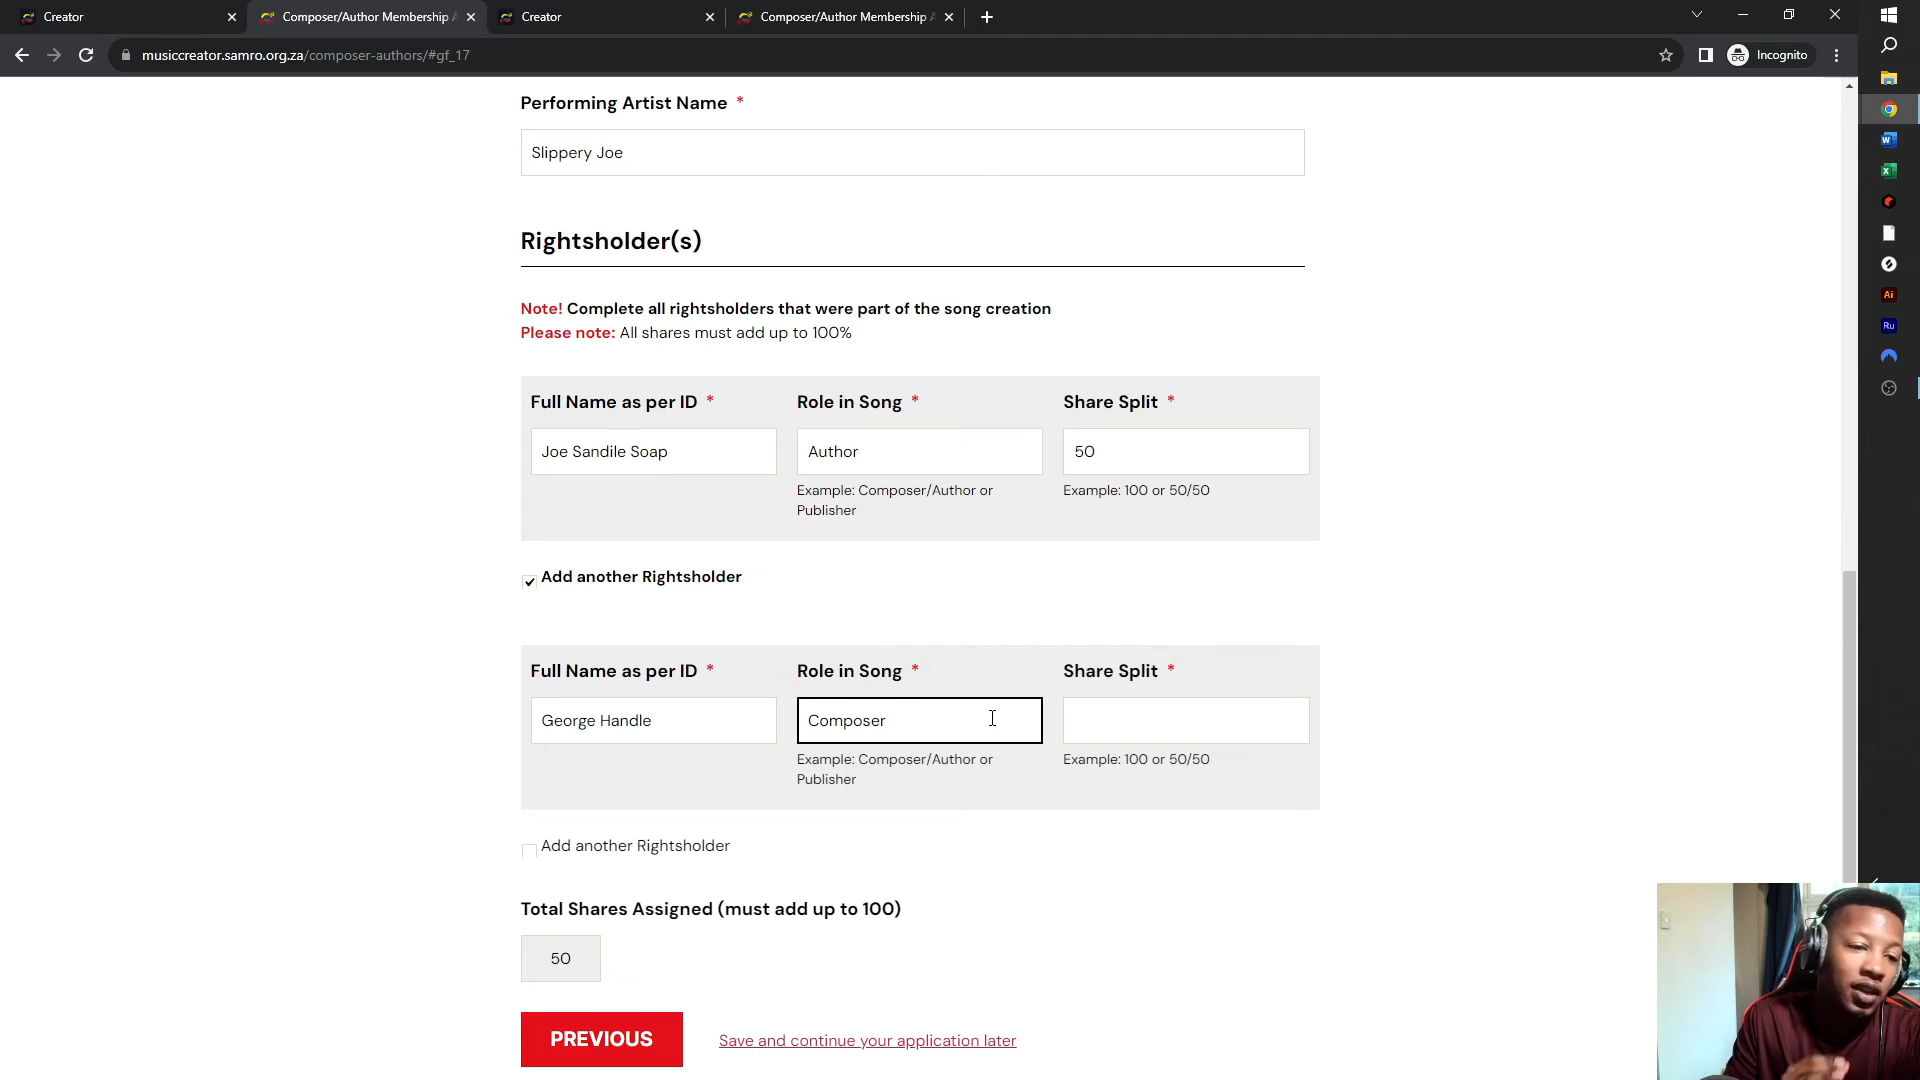 Creator
Composer/Author Membership A
Creator
Composer/Author Membership A
musiccreator.samro.org.za/composer-authors/#gf_17
Incognito
Performing Artist Name *
Slippery Joe
Rightsholder(s)
Note! Complete all rightsholders that were part of the song creation
Please note: All shares must add up to 100%
Full Name as per ID * Role in Song * Share Split *
Joe Sandile Soap Author 50
Example: Composer/Author or Example: 100 or 50/50
Publisher
Add another Rightsholder
Full Name as per ID * Role in Song * Share Split *
George Handle Composer
Example: Composer/Author or Example: 100 or 50/50
Publisher
Add another Rightsholder
Total Shares Assigned (must add up to 100)
50
PREVIOUS Save and continue your application later
W
X
Ai
Ru